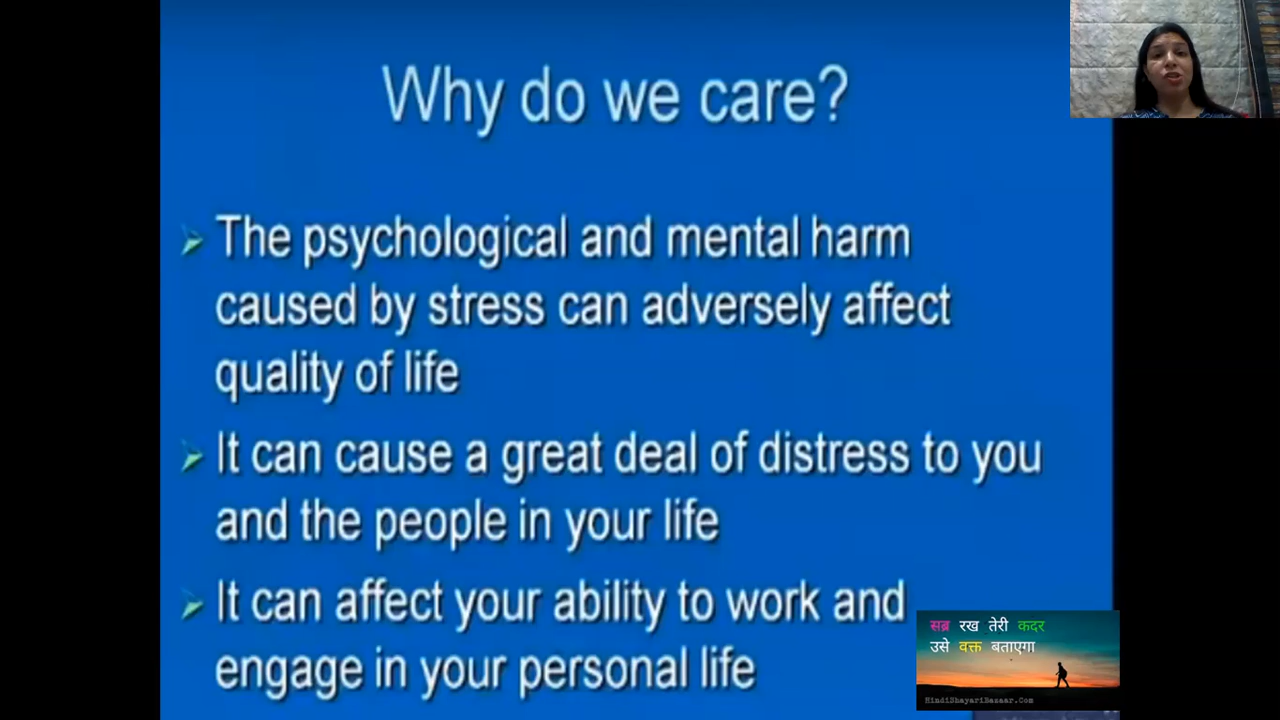 Why do we care?
The psychological and mental harm
caused by stress can adversely affect
quality of life
It can cause a great deal of distress to you
and the people in your life
It can affect your ability to work and
engage in your personal life
सब्र रख तेरी कदर
उसे वक्त बताएगा
HindiShayariBazaar.Com